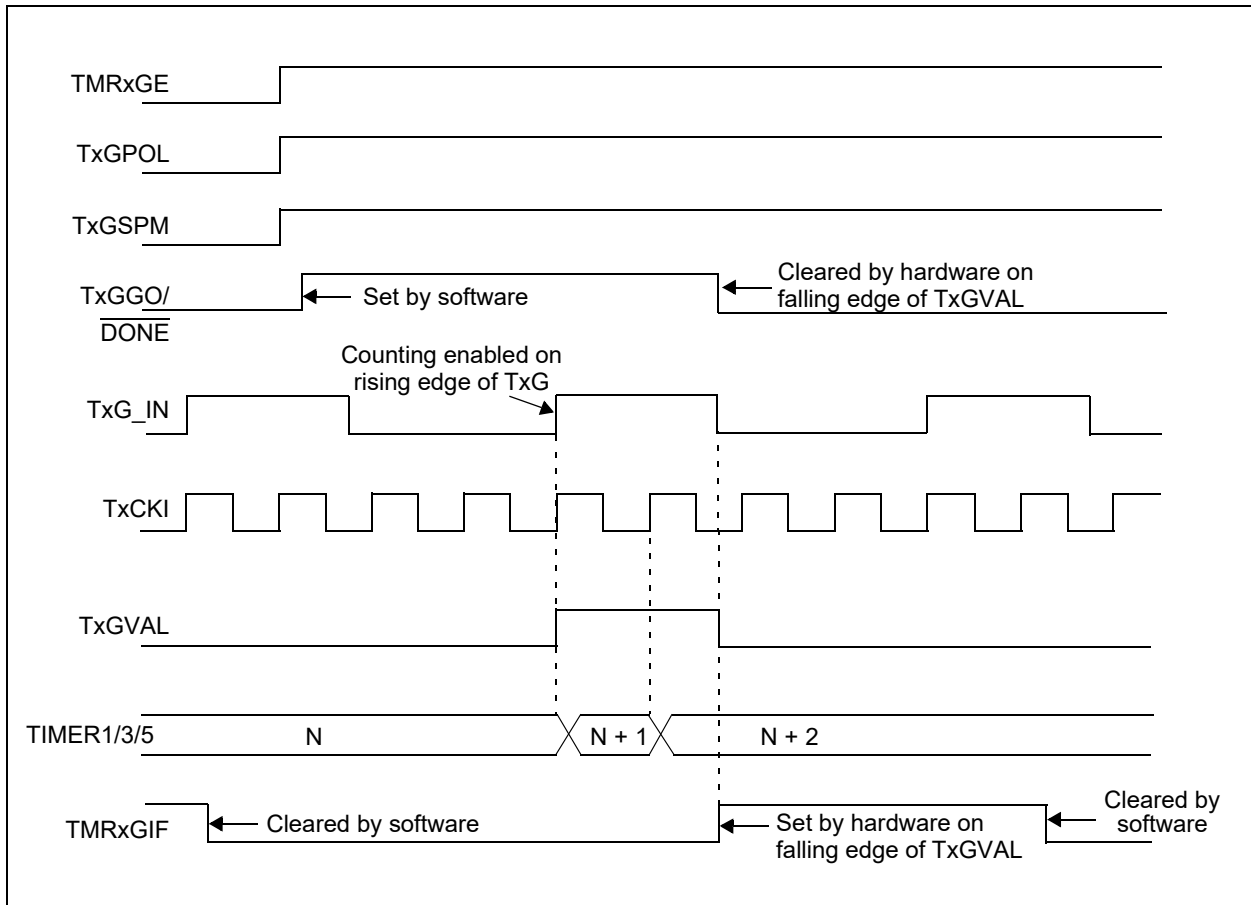 TMRxGE
TxGPOL
TxGSPM
TxGGO/
DONE
Set by software
Cleared by hardware on
falling edge of TxGVAL
Counting enabled on
rising edge of TxG
TxG_IN
TxCKI
TxGVAL
TIMER1/3/5
N
N + 1
N + 2
TMRxGIF
Cleared by software
Set by hardware on
falling edge of TxGVAL
Cleared by
software